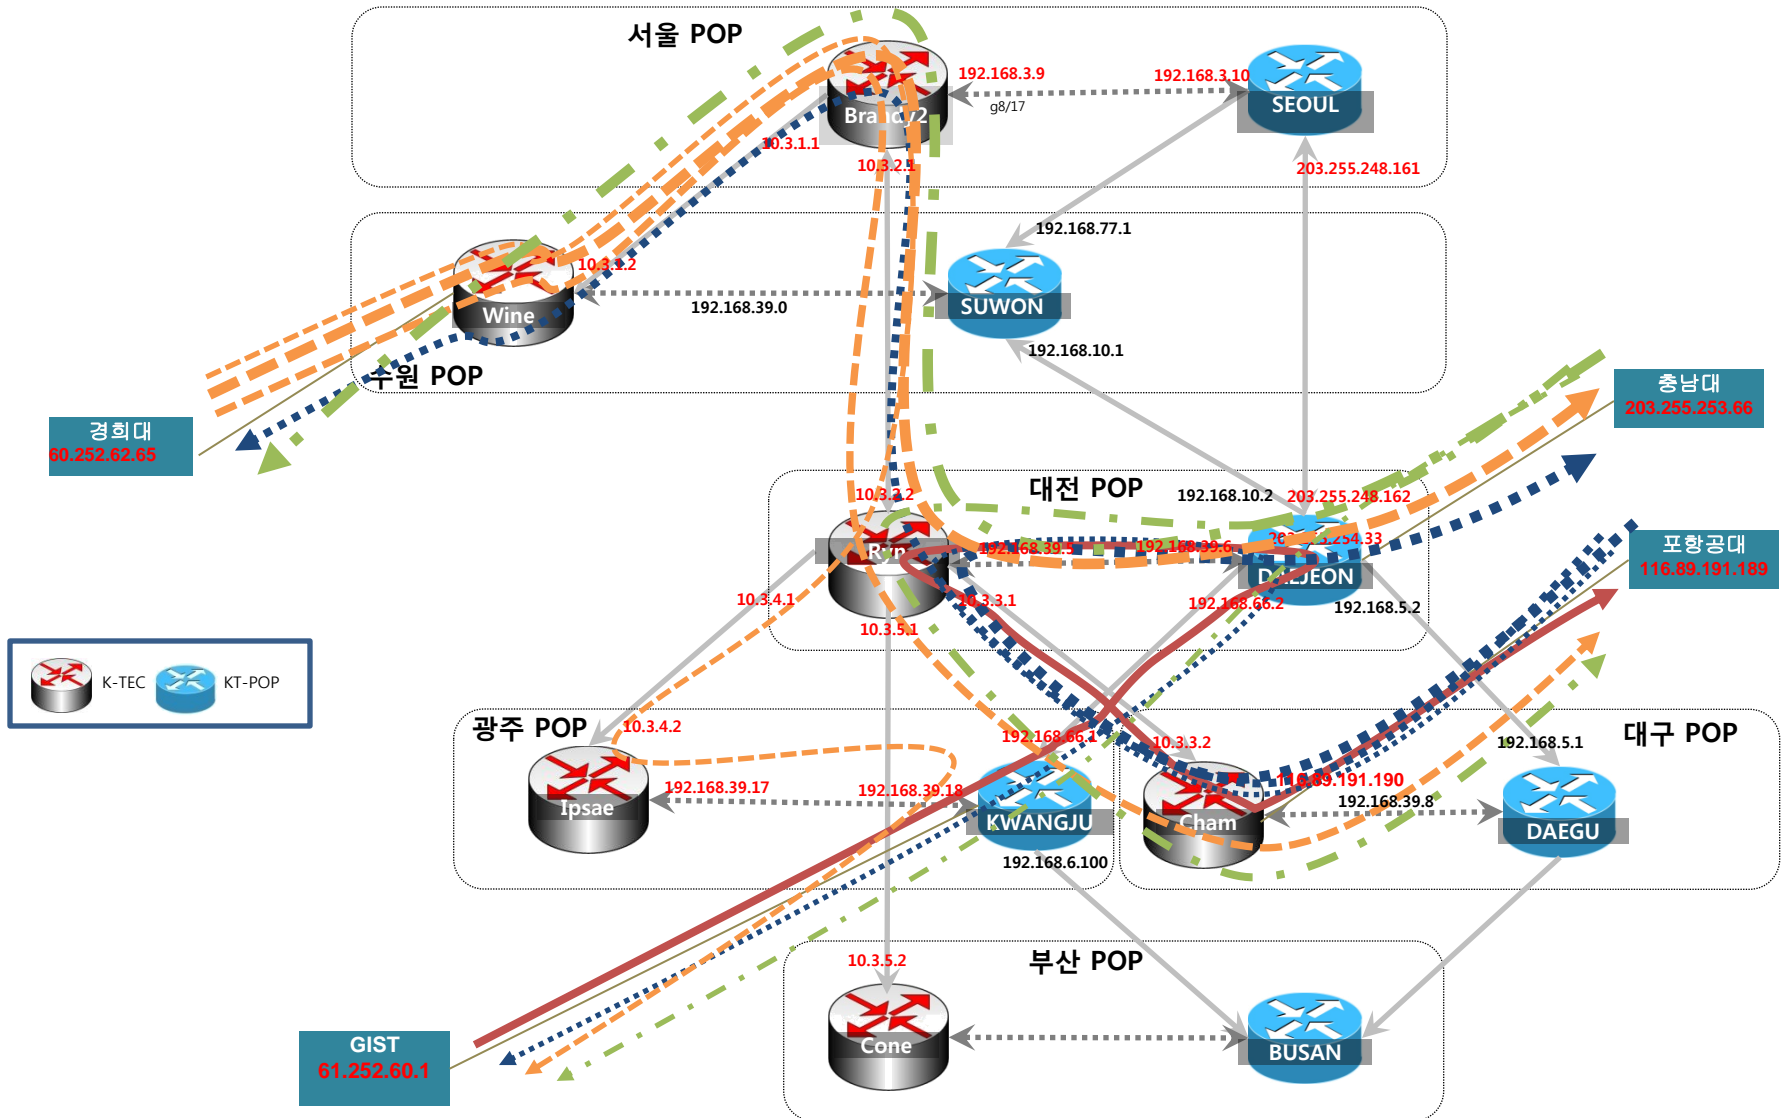 서울 POP
192.168.3.9
192.168.3.10
g8/17
Brandy2
SEOUL
10.3.1.1
10.3.2.1
203.255.248.161
192.168.77.1
10.3.1.2
192.168.39.0
Wine
SUWON
192.168.10.1
수원 POP
충남대
203.255.253.66
경희대
60.252.62.65
대전 POP
10.3.2.2
192.168.10.2
203.255.248.162
192.168.39.5
192.168.39.6
DAEJEON
포항공대
116.89.191.189
10.3.4.1
10.3.3.1
192.168.66.2
192.168.5.2
10.3.5.1
K-TEC
KT-POP
광주 POP
10.3.4.2
192.168.66.1
10.3.3.2
192.168.5.1
대구 POP
192.168.39.17
192.168.39.18
116.89.191.190
192.168.39.8
Ipsae
KWANGJU
Cham
DAEGU
192.168.6.100
10.3.5.2
부산 POP
Cone
BUSAN
GIST
61.252.60.1